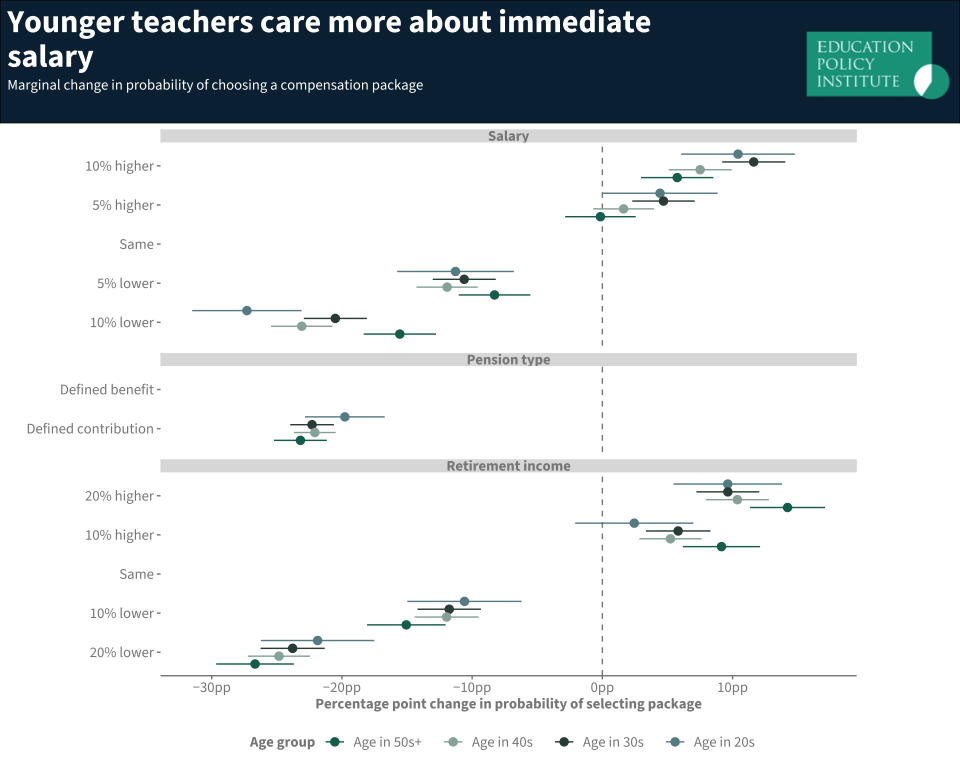 Younger teachers care more about immediate
salary
Marginal change in probability of choosing a compensation package
EDUCATION
POLICY
INSTITUTE
Salary
10% higher
5% higher
Same
5% lower
10% lower
Pension type
Defined benefit
Defined contribution
Retirement income
20% higher
10% higher
Same
10% lower
20% lower
−30pp −20pp −10pp 0pp 10pp
Percentage point change in probability of selecting package
Age group Age in 50s+ Age in 40s Age in 30s Age in 20s